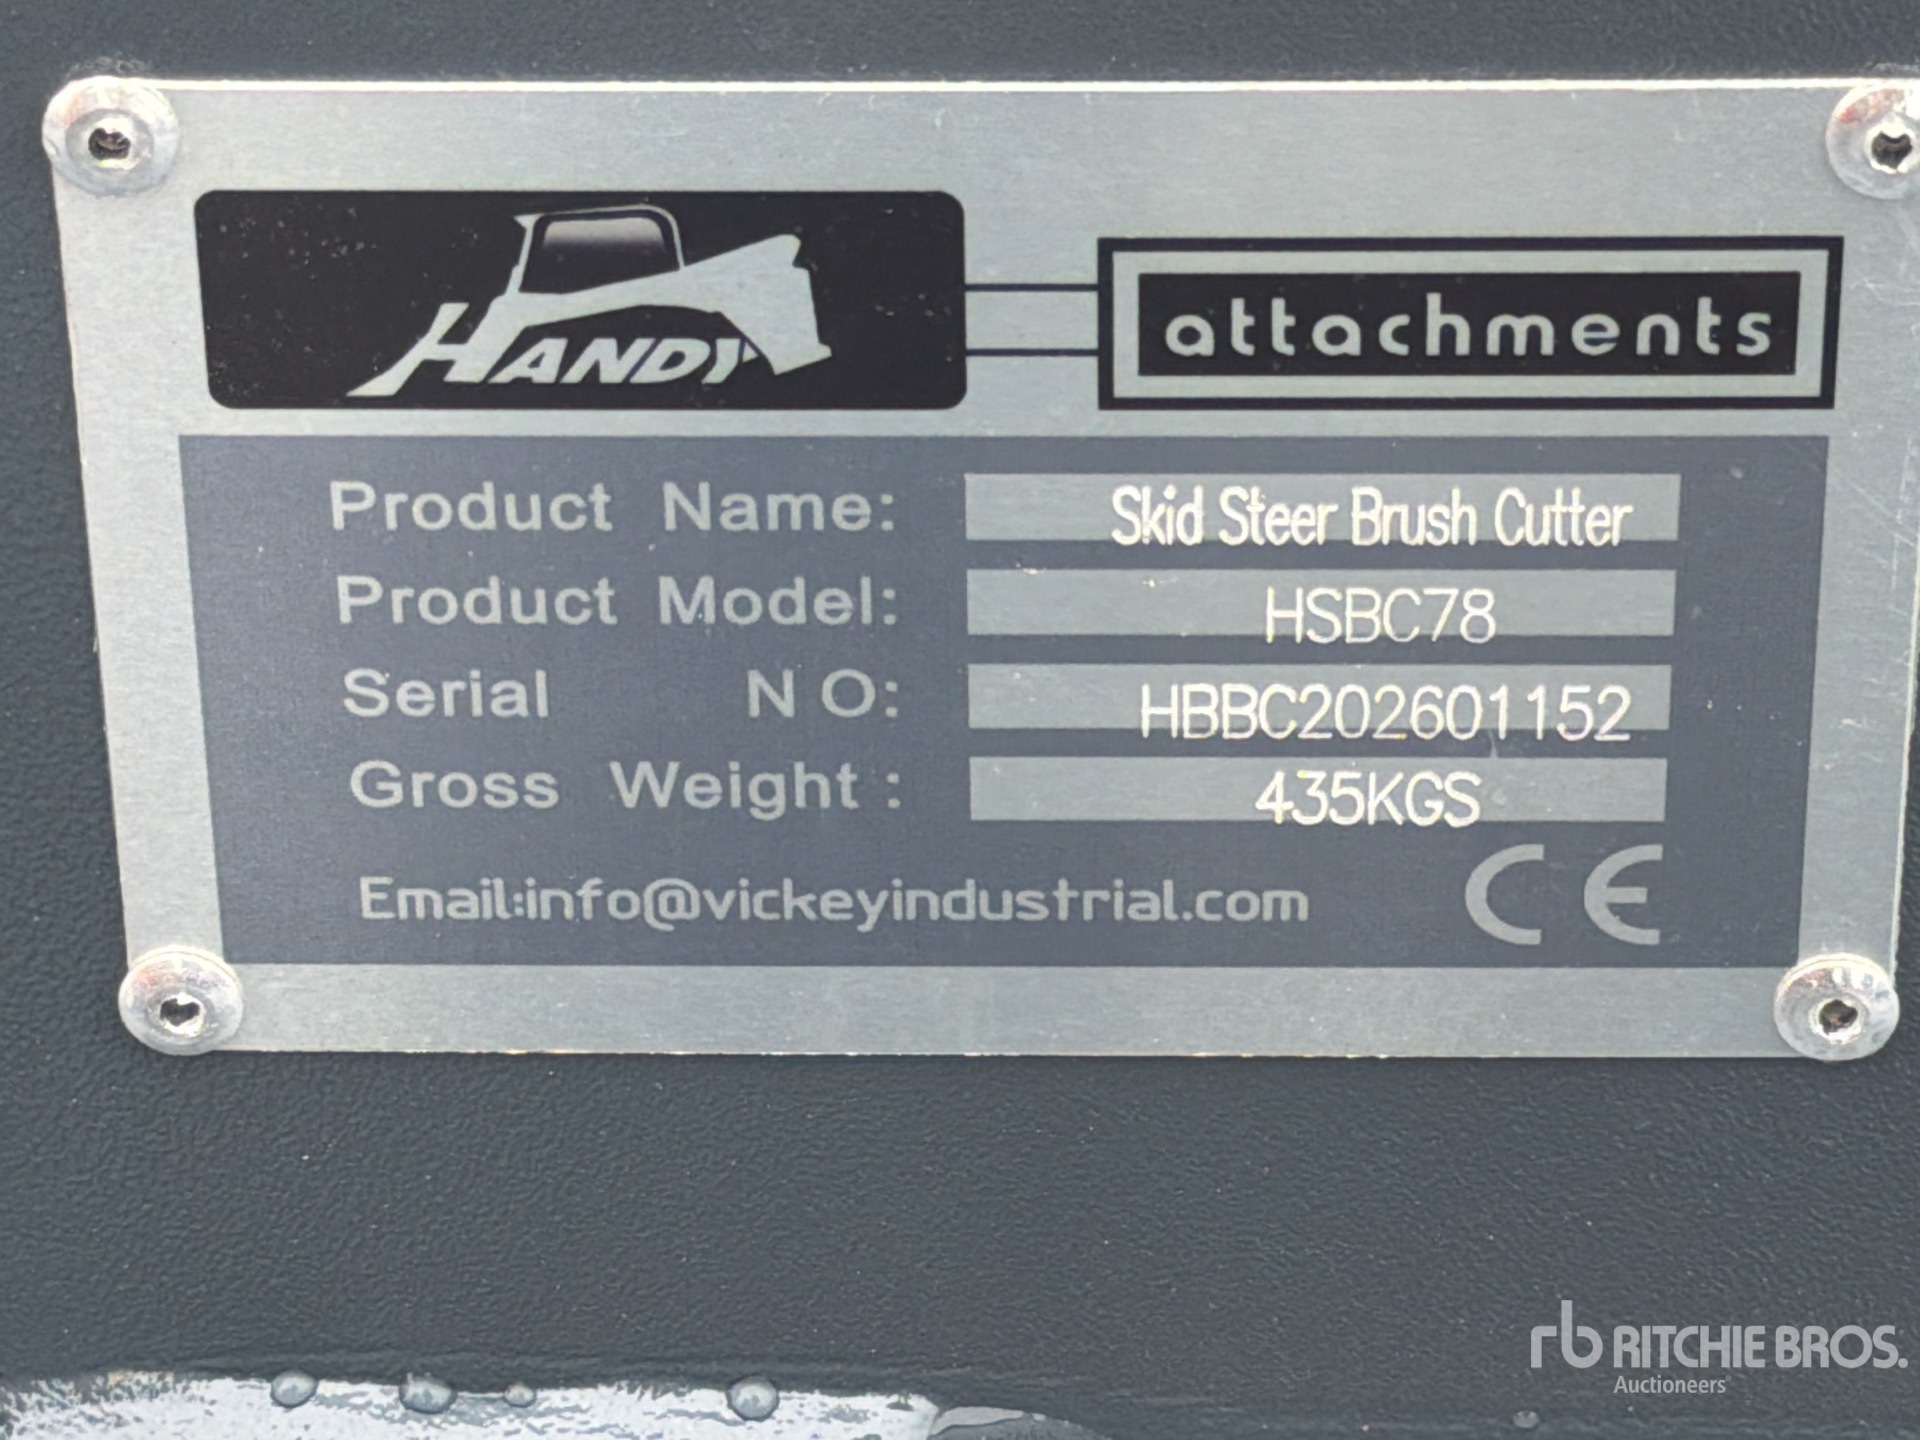 HANDY attachments
Product Name: Skid Steer Brush Cutter
Product Model: HSBC78
Serial NO: HBBC202601152
Gross Weight: 435KGS
Email:info@vickeyindustrial.com CE
rb RITCHIE BROS.
Auctioneers